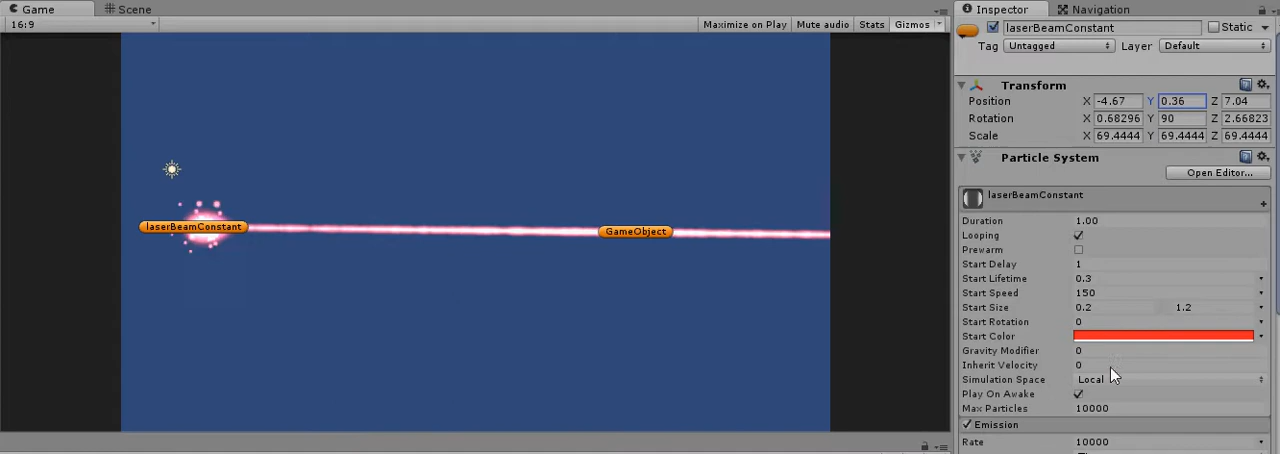 Game Scene Inspector Navigation
16:9 Maximize on Play Mute audio Stats Gizmos laserBeamConstant Static
Tag Untagged Layer Default
Transform
Position X -4.67 Y 0.36 Z 7.04
Rotation X 0.68296 Y 90 Z 2.66823
Scale X 69.4444 Y 69.4444 Z 69.4444
Particle System
Open Editor...
laserBeamConstant
Duration 1.00
laserBeamConstant GameObject
Looping
Prewarm
Start Delay 1
Start Lifetime 0.3
Start Speed 150
Start Size 0.2 1.2
Start Rotation 0
Start Color
Gravity Modifier 0
Inherit Velocity 0
Simulation Space Local
Play On Awake
Max Particles 10000
Emission
Rate 10000